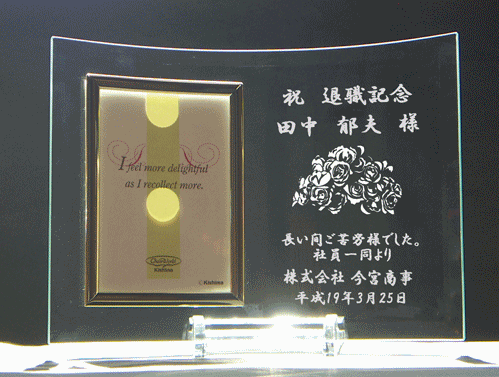 I feel more delightful
as I recollect more.
Kishima
© Kishima
祝 退職記念
田中 郁夫 様
長い間ご苦労様でした。
社員一同より
株式会社 今宮商事
平成19年3月25日